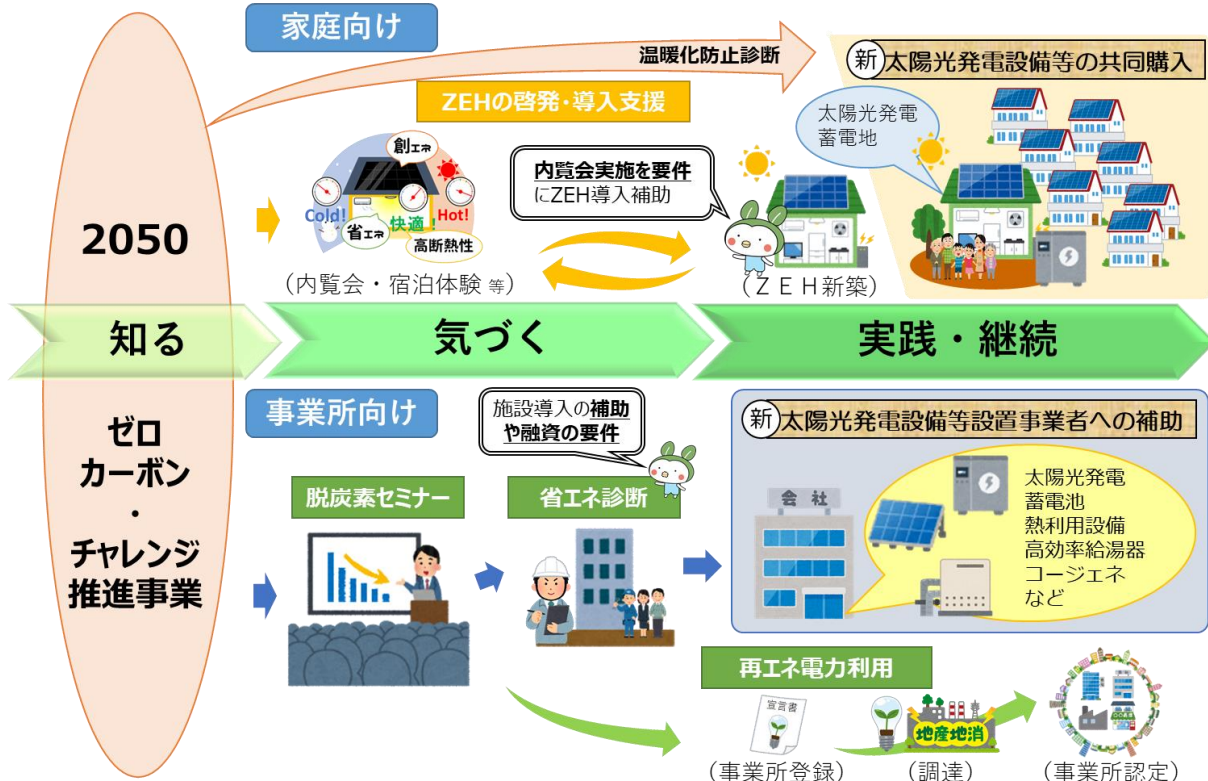 家庭向け
温暖化防止診断
新 太陽光発電設備等の共同購入
ZEHの啓発・導入支援
太陽光発電
蓄電地
創エネ
Cold!
快適!
Hot!
省エネ
高断熱性
内覧会実施を要件
にZEH導入補助
(内覧会・宿泊体験 等)
(ZEH新築)
2050
知る
気づく
実践・継続
ゼロ
カーボン
・
チャレンジ
推進事業
事業所向け
施設導入の補助
や融資の要件
新 太陽光発電設備等設置事業者への補助
脱炭素セミナー
省エネ診断
会社
太陽光発電
蓄電池
熱利用設備
高効率給湯器
コージェネ
など
再エネ電力利用
宣言書
地産地消
(事業所登録)
(調達)
(事業所認定)